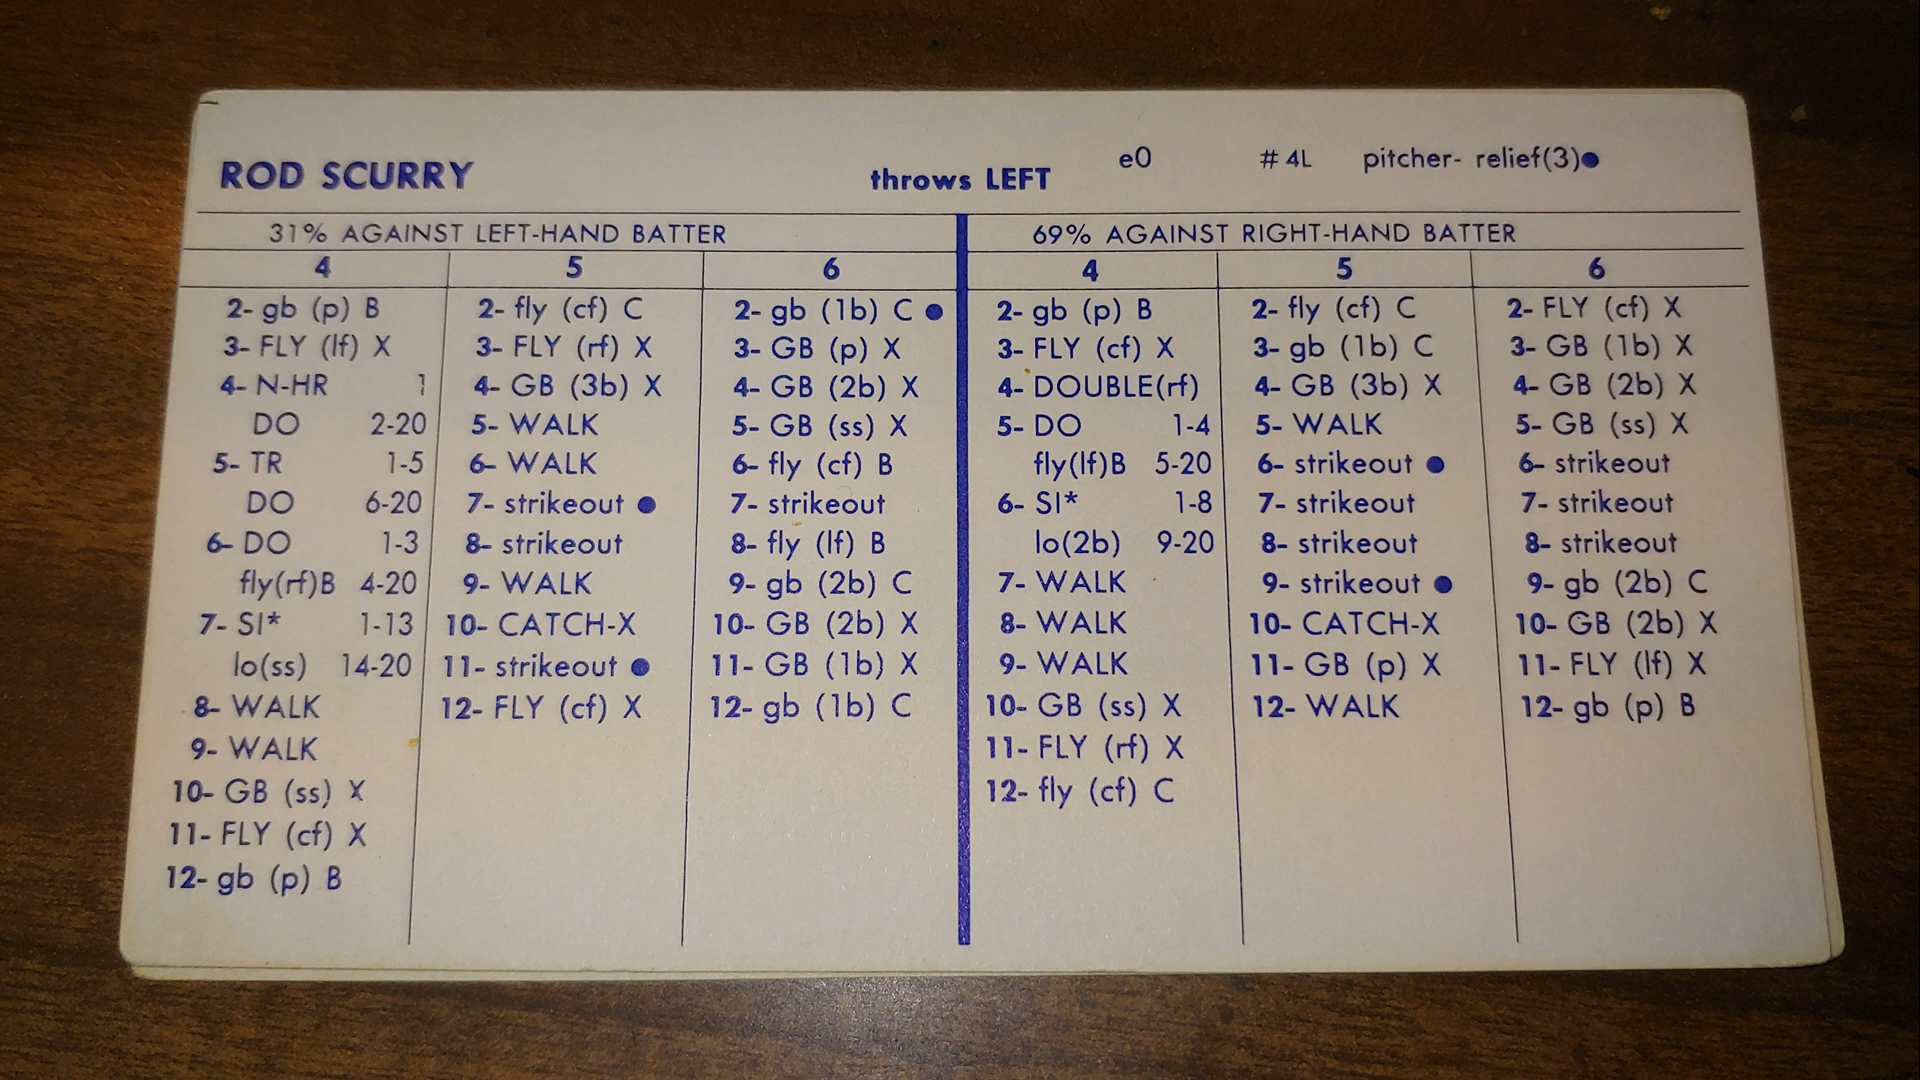 ROD SCURRY throws LEFT e0 #4L pitcher- relief(3)●
31% AGAINST LEFT-HAND BATTER
4 5 6
2- gb (p) B 2- fly (cf) C 2- gb (1b) C ●
3- FLY (lf) X 3- FLY (rf) X 3- GB (p) X
4- N-HR 1 4- GB (3b) X 4- GB (2b) X
DO 2-20 5- WALK 5- GB (ss) X
5- TR 1-5 6- WALK 6- fly (cf) B
DO 6-20 7- strikeout ● 7- strikeout
6- DO 1-3 8- strikeout 8- fly (lf) B
fly(rf)B 4-20 9- WALK 9- gb (2b) C
7- SI* 1-13 10- CATCH-X 10- GB (2b) X
lo(ss) 14-20 11- strikeout ● 11- GB (1b) X
8- WALK 12- FLY (cf) X 12- gb (1b) C
9- WALK
10- GB (ss) X
11- FLY (cf) X
12- gb (p) B
69% AGAINST RIGHT-HAND BATTER
4 5 6
2- gb (p) B 2- fly (cf) C 2- FLY (cf) X
3- FLY (cf) X 3- gb (1b) C 3- GB (1b) X
4- DOUBLE(rf) 4- GB (3b) X 4- GB (2b) X
5- DO 1-4 5- WALK 5- GB (ss) X
fly(lf)B 5-20 6- strikeout ● 6- strikeout
6- SI* 1-8 7- strikeout 7- strikeout
lo(2b) 9-20 8- strikeout 8- strikeout
7- WALK 9- strikeout ● 9- gb (2b) C
8- WALK 10- CATCH-X 10- GB (2b) X
9- WALK 11- GB (p) X 11- FLY (lf) X
10- GB (ss) X 12- WALK 12- gb (p) B
11- FLY (rf) X
12- fly (cf) C